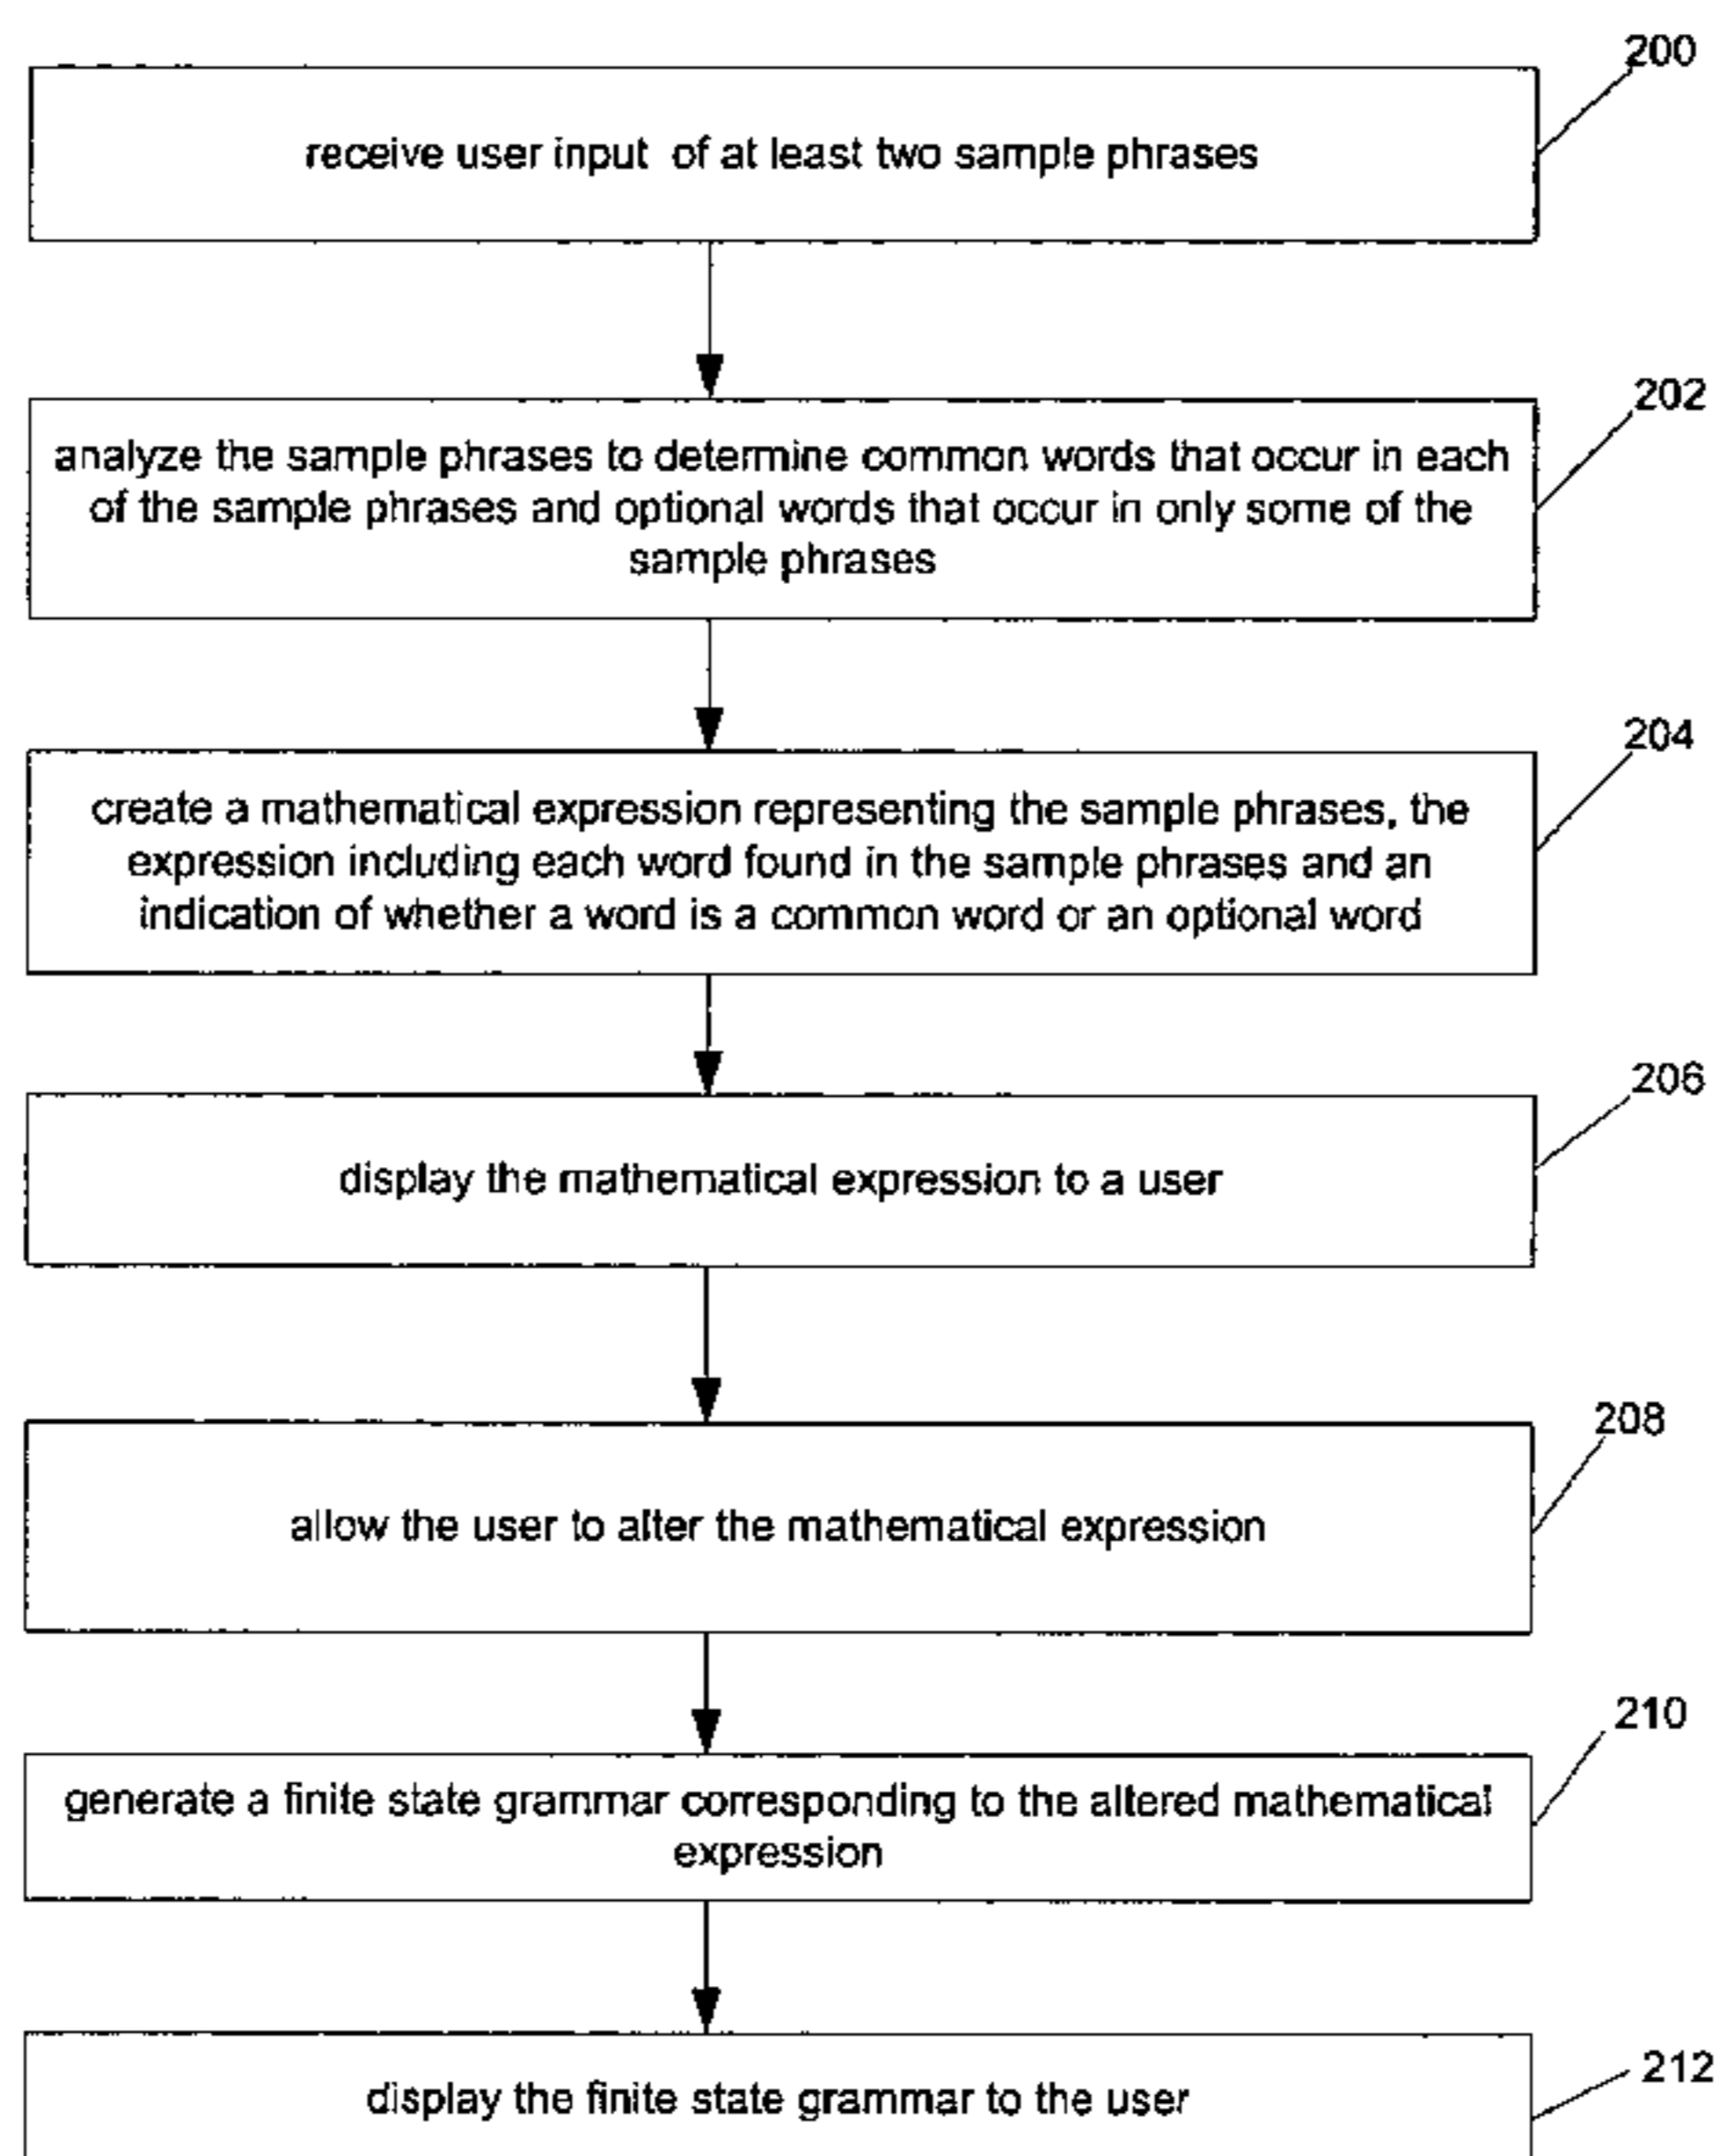 200
receive user input of at least two sample phrases
202
analyze the sample phrases to determine common words that occur in each
of the sample phrases and optional words that occur in only some of the
sample phrases
204
create a mathematical expression representing the sample phrases, the
expression including each word found in the sample phrases and an
indication of whether a word is a common word or an optional word
206
display the mathematical expression to a user
208
allow the user to alter the mathematical expression
210
generate a finite state grammar corresponding to the altered mathematical
expression
212
display the finite state grammar to the user